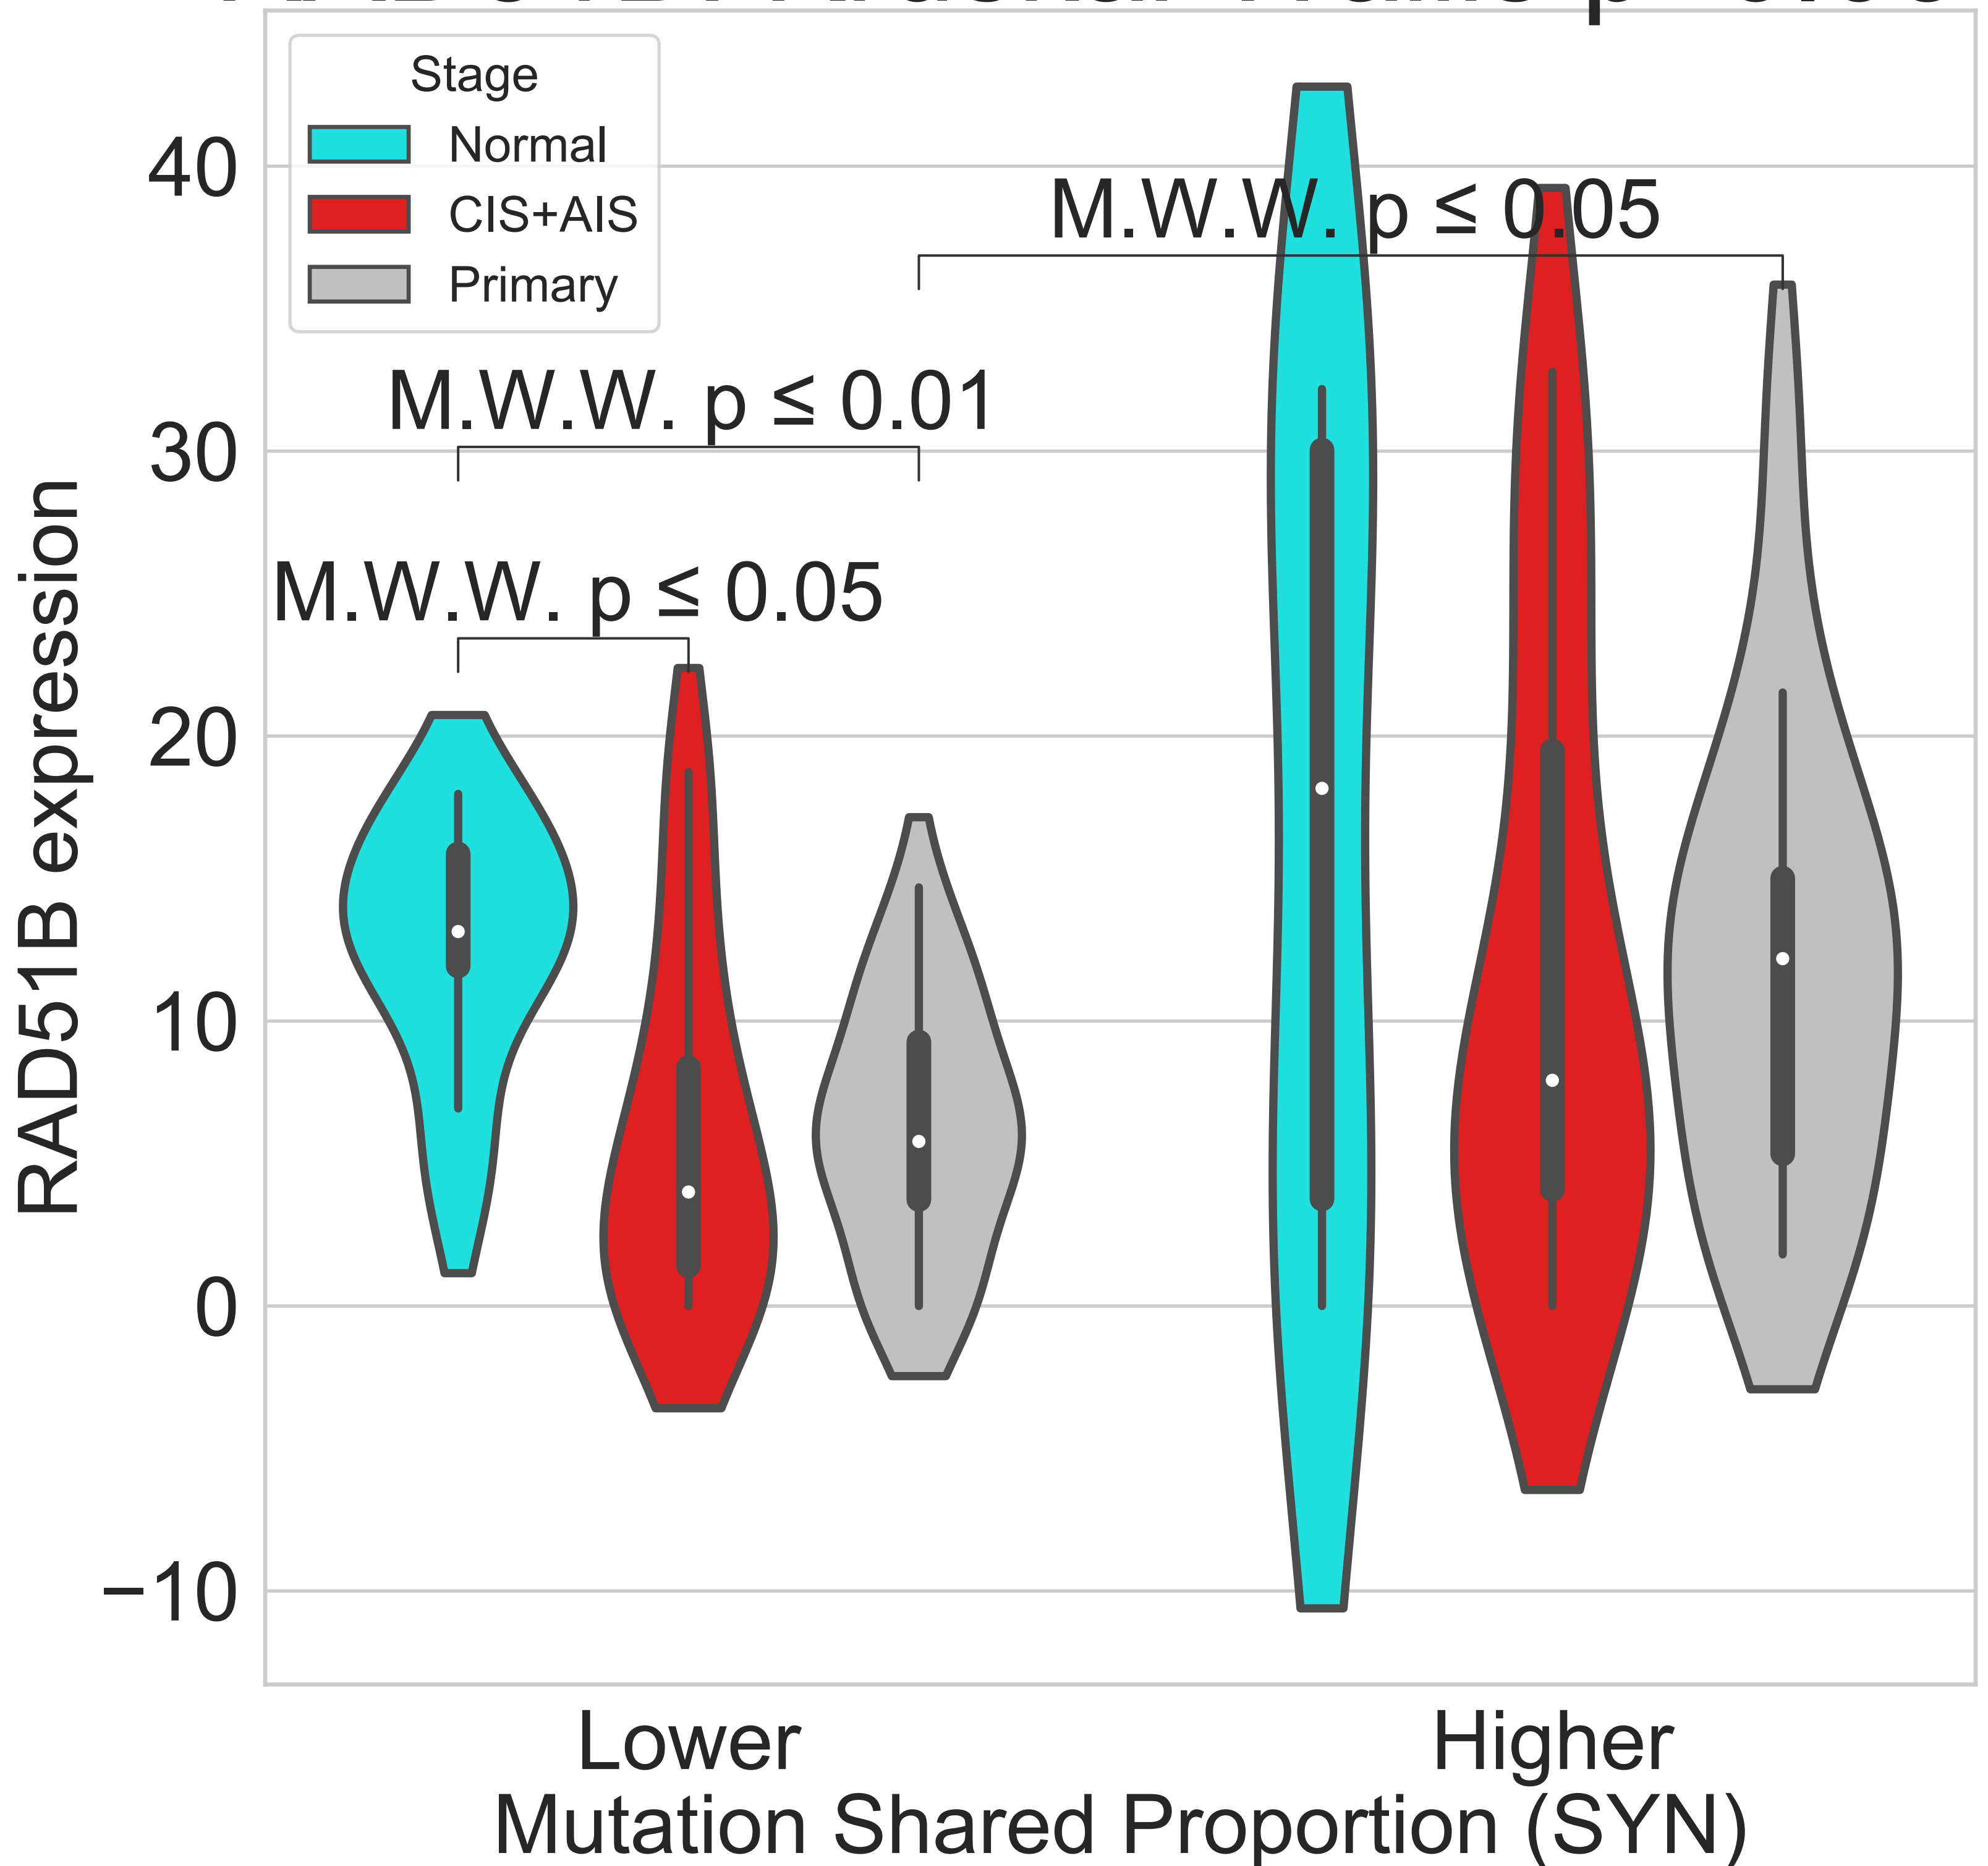 Stage
Normal
CIS+AIS
Primary
40
30
20
10
0
−10
M.W.W. p ≤ 0.05
M.W.W. p ≤ 0.01
M.W.W. p ≤ 0.05
RAD51B expression
Lower
Higher
Mutation Shared Proportion (SYN)